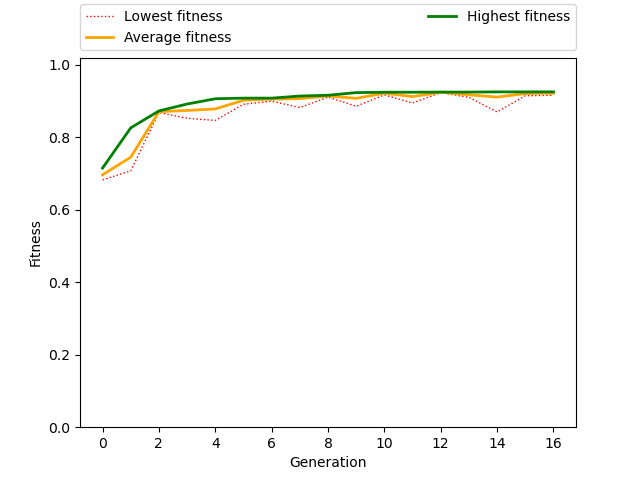 Lowest fitness
Average fitness
Highest fitness
1.0
0.8
0.6
0.4
0.2
0.0
Fitness
0 2 4 6 8 10 12 14 16
Generation